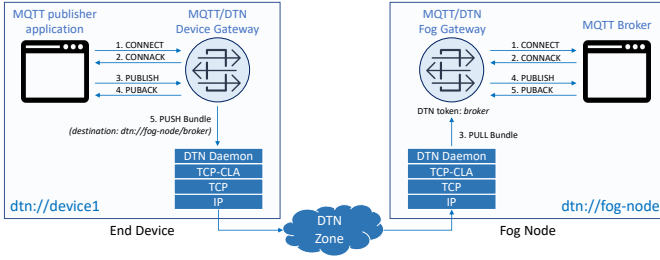 MQTT publisher
application
MQTT/DTN
Device Gateway
1. CONNECT
2. CONNACK
3. PUBLISH
4. PUBACK
5. PUSH Bundle
(destination: dtn://fog-node/broker)
DTN Daemon
TCP-CLA
TCP
IP
dtn://device1
End Device
DTN
Zone
MQTT/DTN
Fog Gateway
MQTT Broker
1. CONNECT
2. CONNACK
4. PUBLISH
5. PUBACK
DTN token: broker
3. PULL Bundle
DTN Daemon
TCP-CLA
TCP
IP
dtn://fog-node
Fog Node